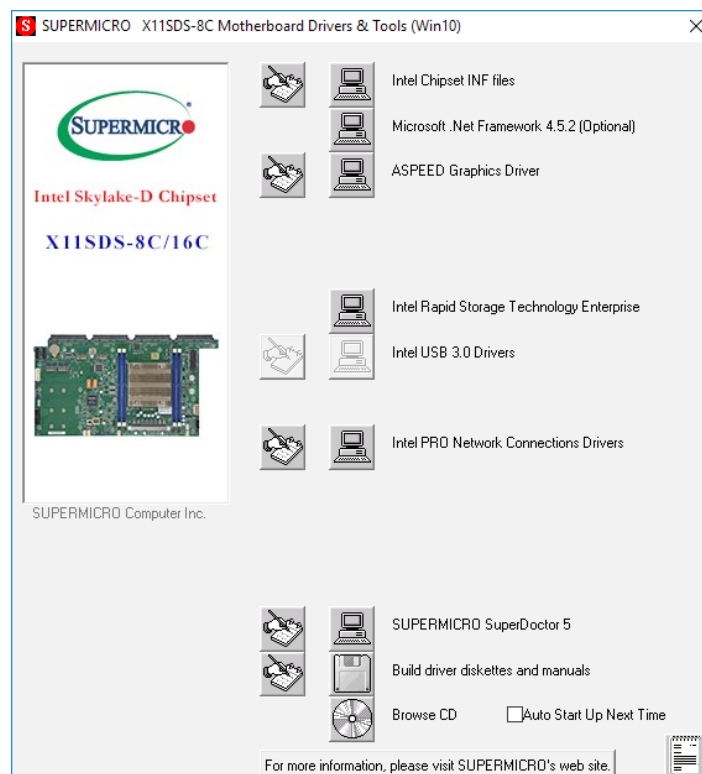 S SUPERMICRO X11SDS-8C Motherboard Drivers & Tools (Win10)
SUPERMICRO
Intel Skylake-D Chipset
X11SDS-8C/16C
SUPERMICRO Computer Inc.
Intel Chipset INF files
Microsoft .Net Framework 4.5.2 (Optional)
ASPEED Graphics Driver
Intel Rapid Storage Technology Enterprise
Intel USB 3.0 Drivers
Intel PRO Network Connections Drivers
SUPERMICRO SuperDoctor 5
Build driver diskettes and manuals
Browse CD Auto Start Up Next Time
For more information, please visit SUPERMICRO's web site.